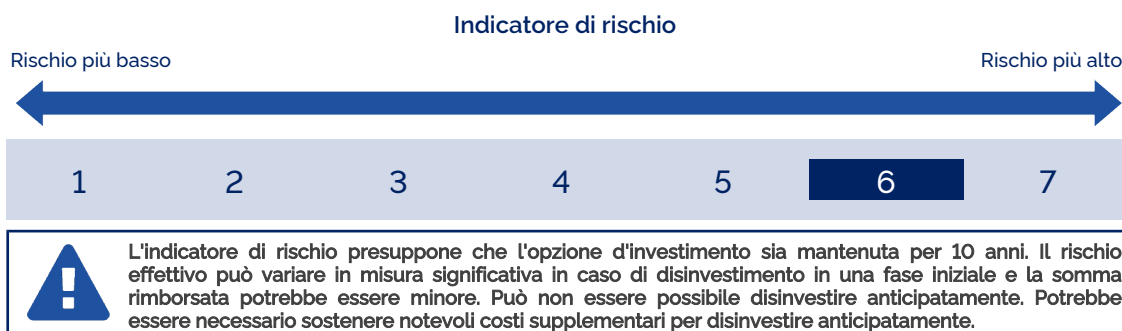 Indicatore di rischio
Rischio più basso
Rischio più alto
1 2 3 4 5 6 7
L'indicatore di rischio presuppone che l'opzione d'investimento sia mantenuta per 10 anni. Il rischio
effettivo può variare in misura significativa in caso di disinvestimento in una fase iniziale e la somma
rimborsata potrebbe essere minore. Può non essere possibile disinvestire anticipatamente. Potrebbe
essere necessario sostenere notevoli costi supplementari per disinvestire anticipatamente.